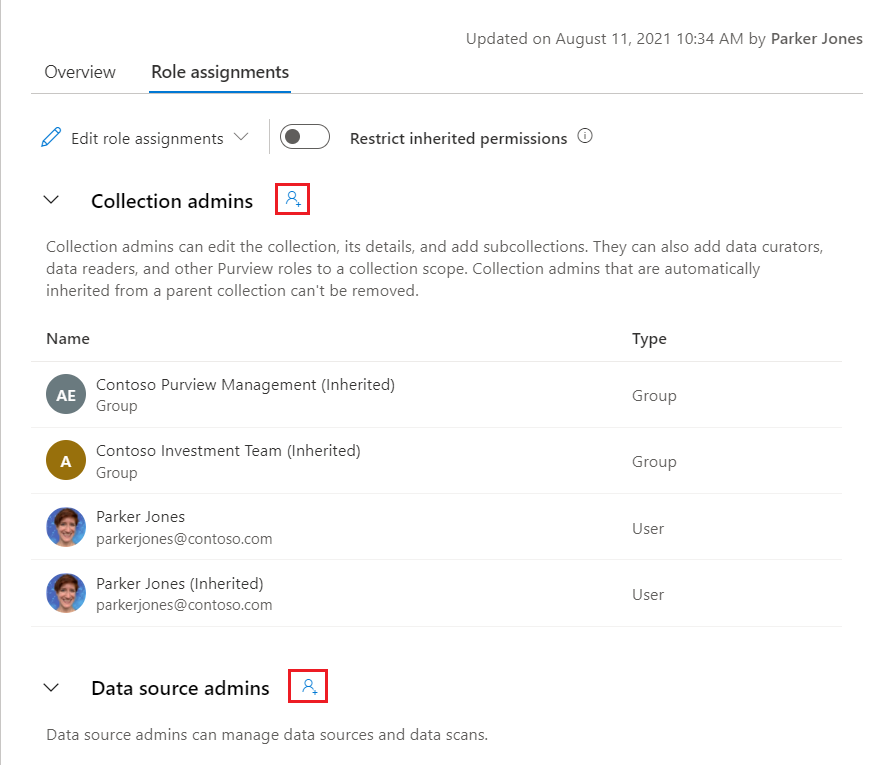 Updated on August 11, 2021 10:34 AM by Parker Jones
Overview
Role assignments
Edit role assignments
Restrict inherited permissions
Collection admins
Collection admins can edit the collection, its details, and add subcollections. They can also add data curators,
data readers, and other Purview roles to a collection scope. Collection admins that are automatically
inherited from a parent collection can't be removed.
Name Type
AE Contoso Purview Management (Inherited)
Group
Group
A Contoso Investment Team (Inherited)
Group
Group
Parker Jones
parkerjones@contoso.com
User
Parker Jones (Inherited)
parkerjones@contoso.com
User
Data source admins
Data source admins can manage data sources and data scans.